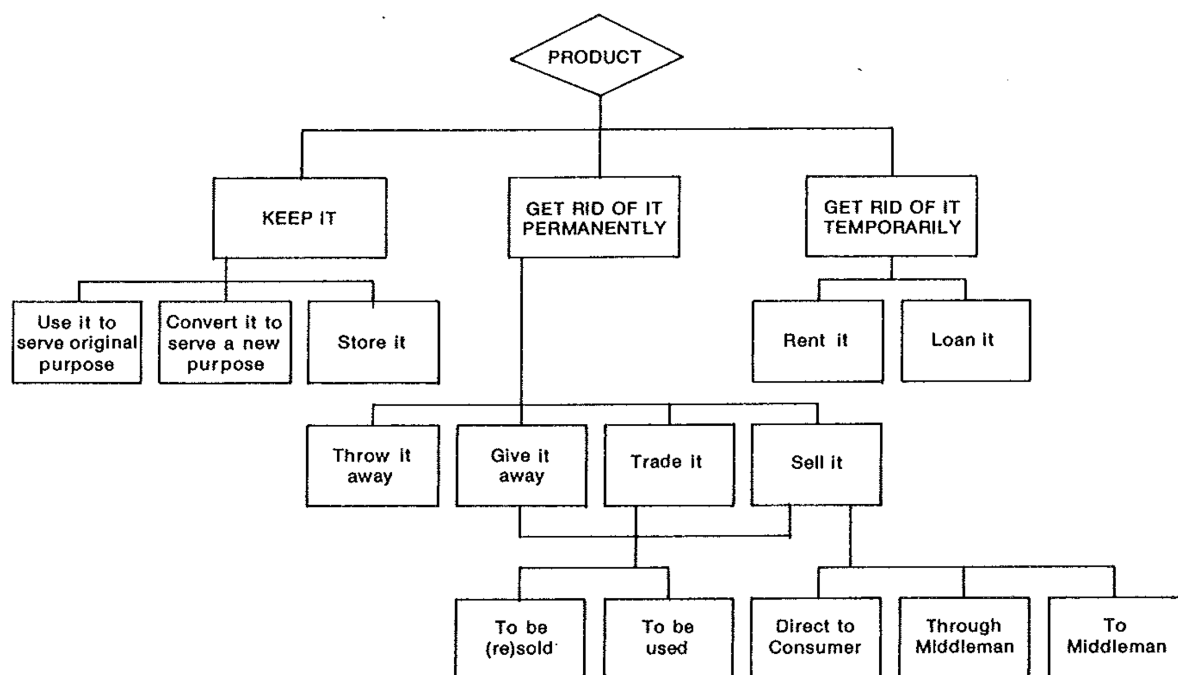 PRODUCT
KEEP IT
GET RID OF IT
PERMANENTLY
GET RID OF IT
TEMPORARILY
Use it to
serve original
purpose
Convert it to
serve a new
purpose
Store it
Rent it
Loan it
Throw it
away
Give it
away
Trade it
Sell it
To be
(re)sold
To be
used
Direct to
Consumer
Through
Middleman
To
Middleman